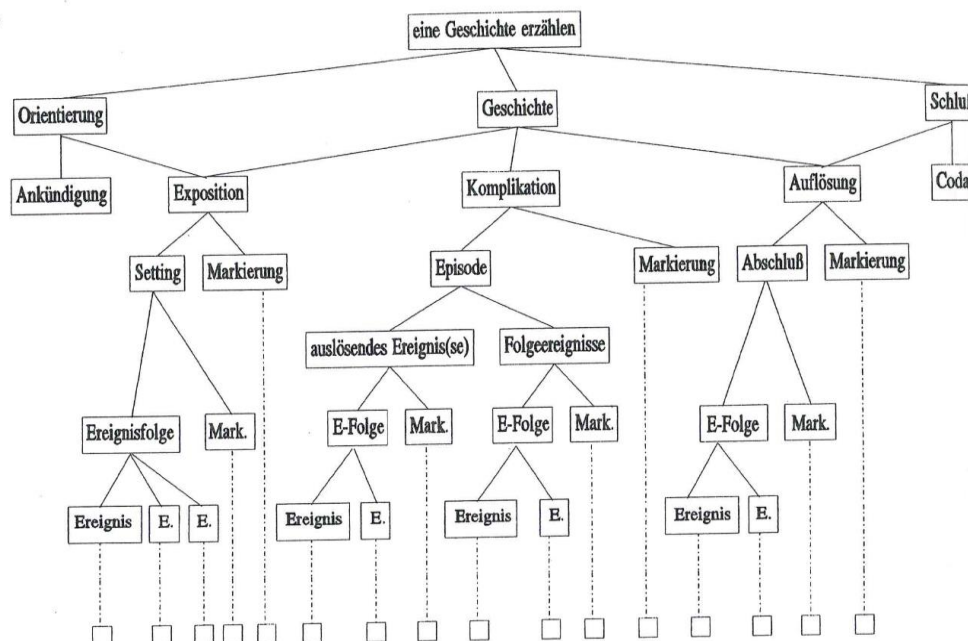 eine Geschichte erzählen
Orientierung Geschichte Schluß
Ankündigung Exposition Komplikation Auflösung Coda
Setting Markierung Episode Markierung Abschluß Markierung
auslösendes Ereignis(se) Folgeereignisse
Ereignisfolge Mark. E-Folge Mark. E-Folge Mark. E-Folge Mark.
Ereignis E. E. Ereignis E. Ereignis E. Ereignis E.